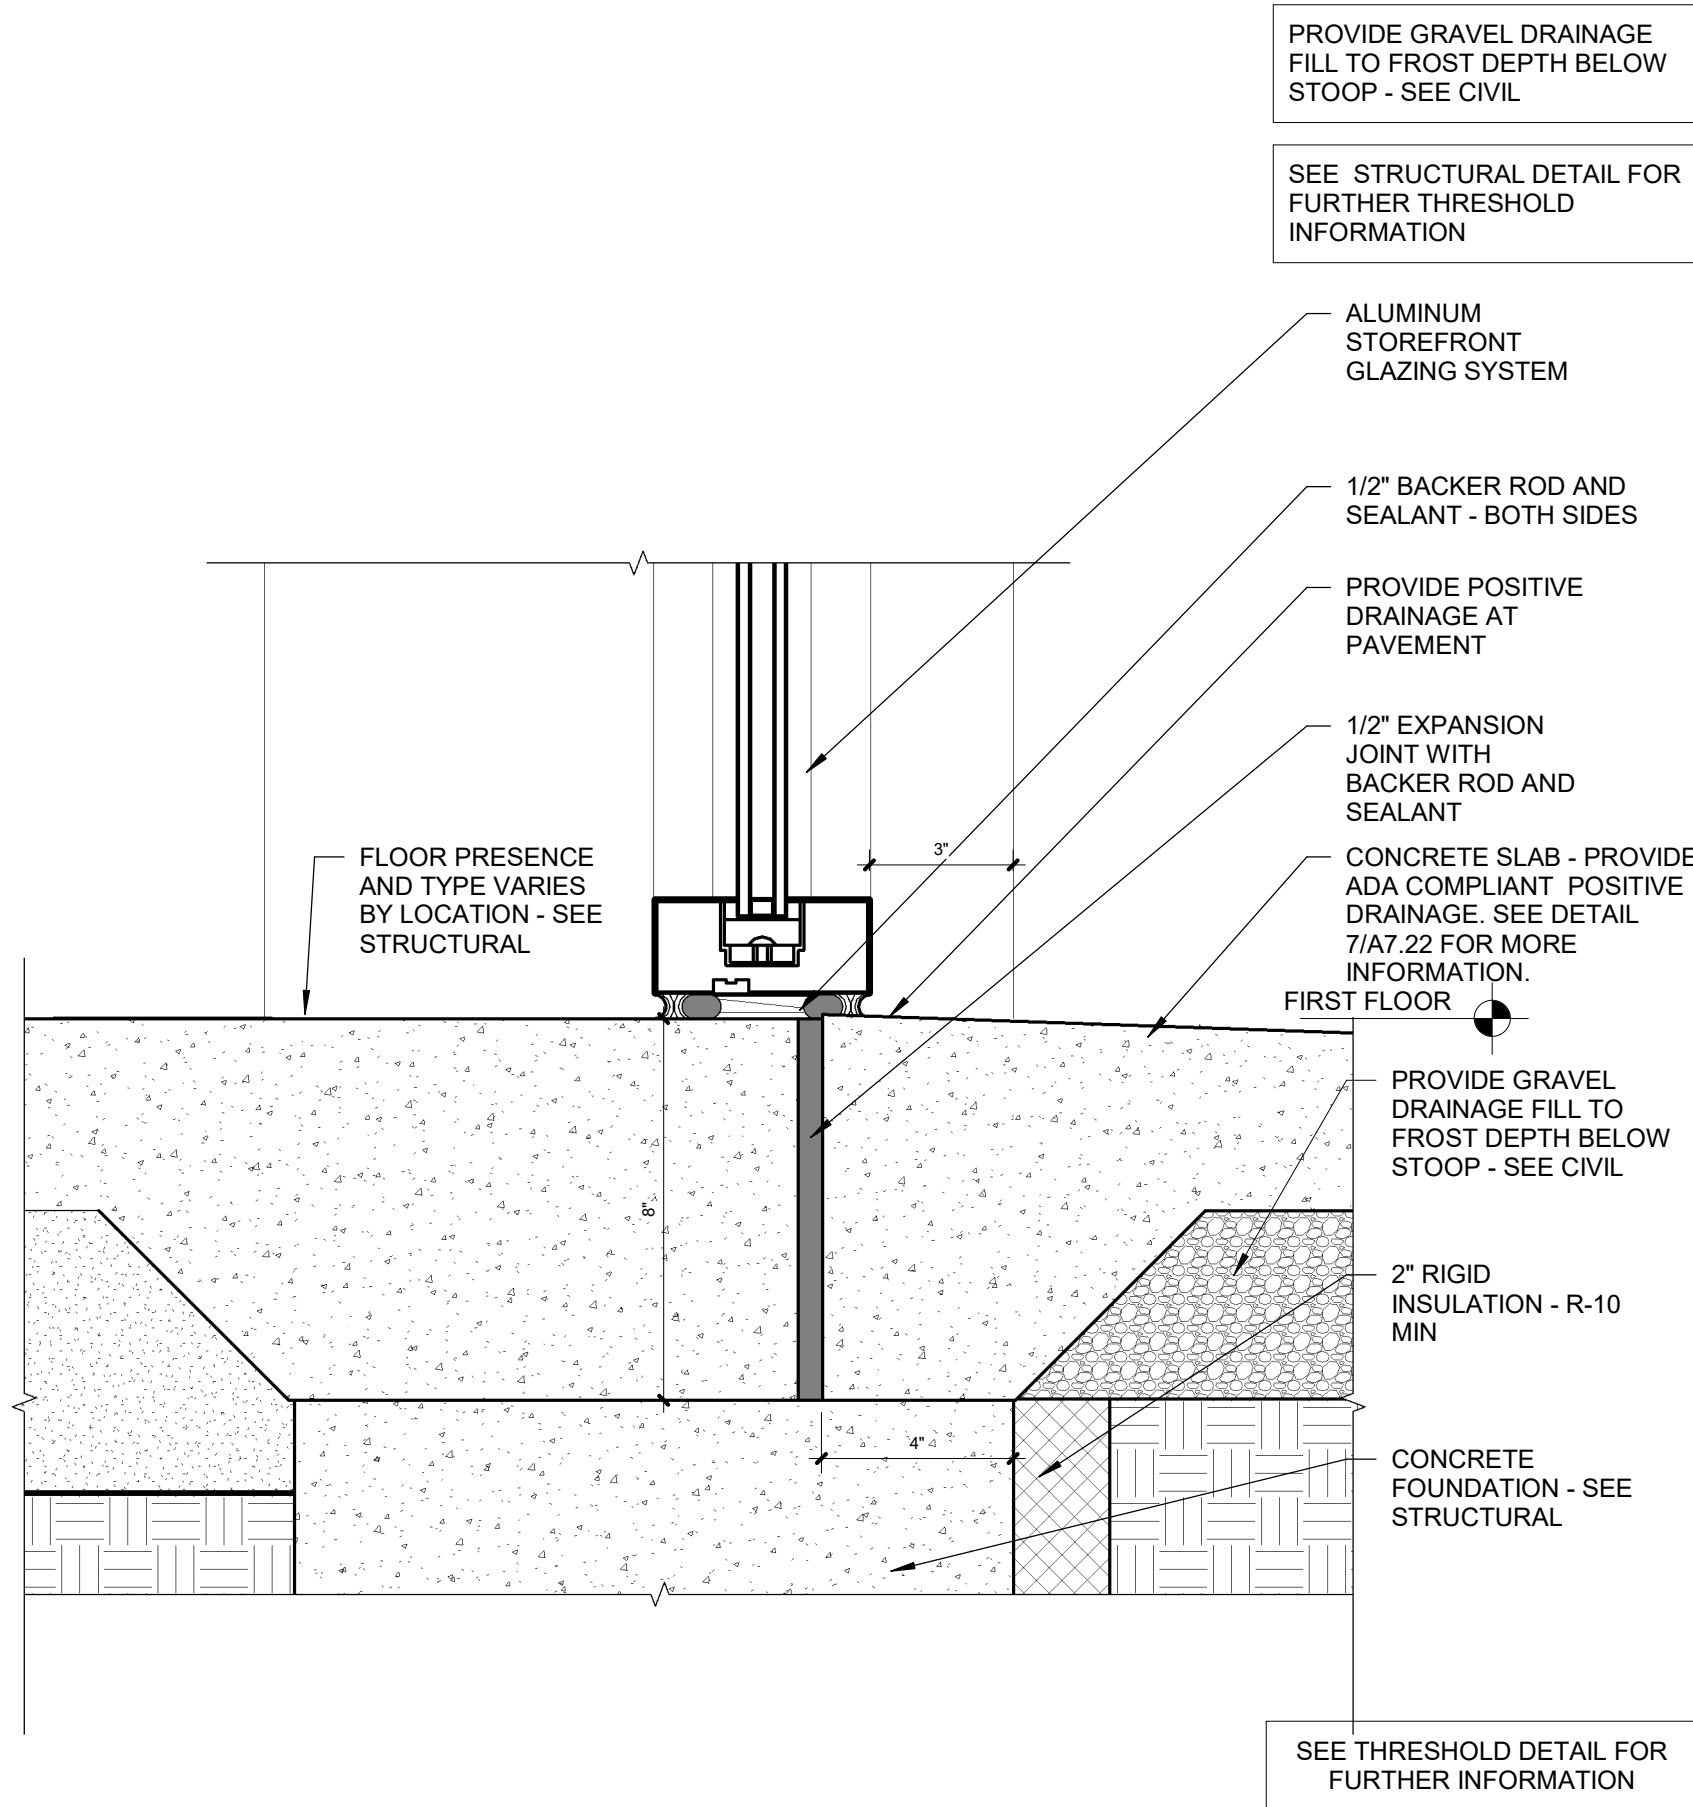 PROVIDE GRAVEL DRAINAGE
FILL TO FROST DEPTH BELOW
STOOP - SEE CIVIL
SEE STRUCTURAL DETAIL FOR
FURTHER THRESHOLD
INFORMATION
ALUMINUM
STOREFRONT
GLAZING SYSTEM
1/2" BACKER ROD AND
SEALANT - BOTH SIDES
PROVIDE POSITIVE
DRAINAGE AT
PAVEMENT
1/2" EXPANSION
JOINT WITH
BACKER ROD AND
SEALANT
3"
FLOOR PRESENCE
AND TYPE VARIES
BY LOCATION - SEE
STRUCTURAL
CONCRETE SLAB - PROVIDE
ADA COMPLIANT POSITIVE
DRAINAGE. SEE DETAIL
7/A7.22 FOR MORE
INFORMATION.
FIRST FLOOR
PROVIDE GRAVEL
DRAINAGE FILL TO
FROST DEPTH BELOW
STOOP - SEE CIVIL
8"
2" RIGID
INSULATION - R-10
MIN
4"
CONCRETE
FOUNDATION - SEE
STRUCTURAL
SEE THRESHOLD DETAIL FOR
FURTHER INFORMATION